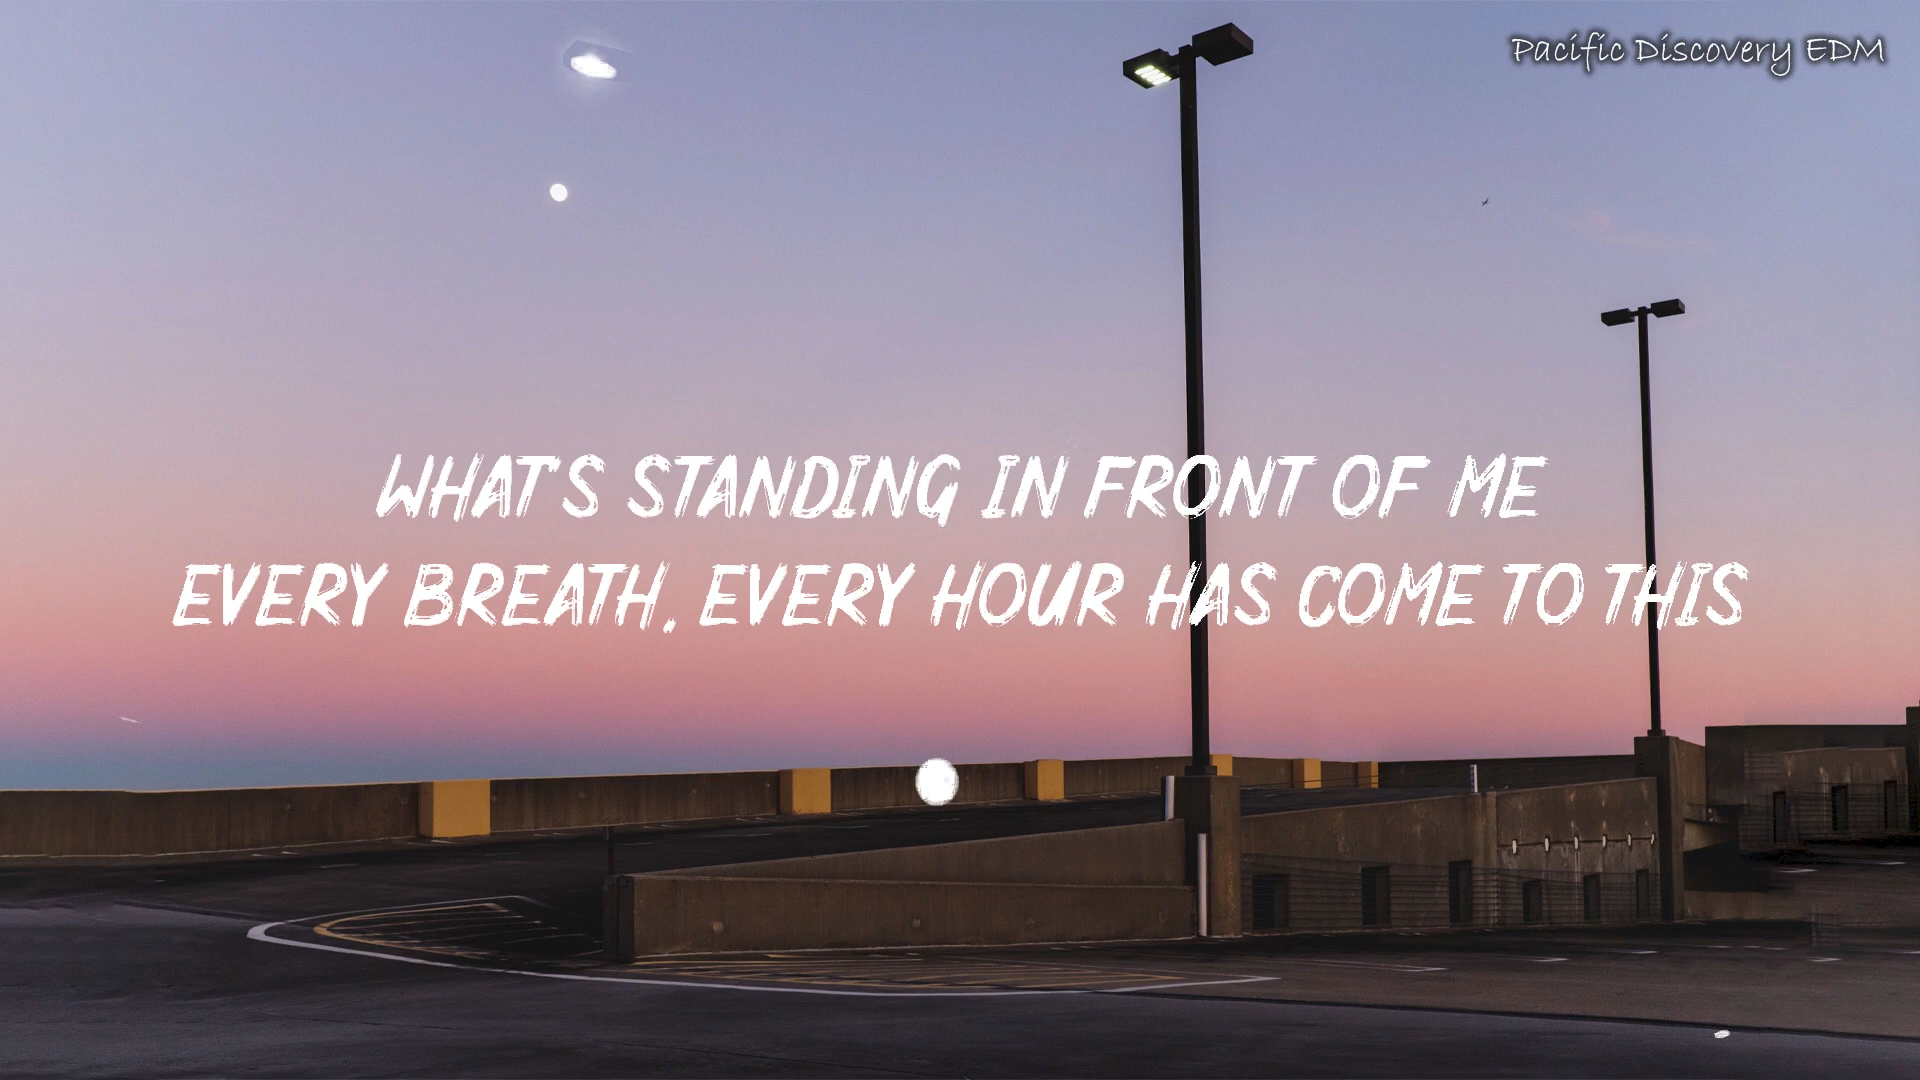 Pacific Discovery EDM
WHAT'S STANDING IN FRONT OF ME
EVERY BREATH, EVERY HOUR HAS COME TO THIS